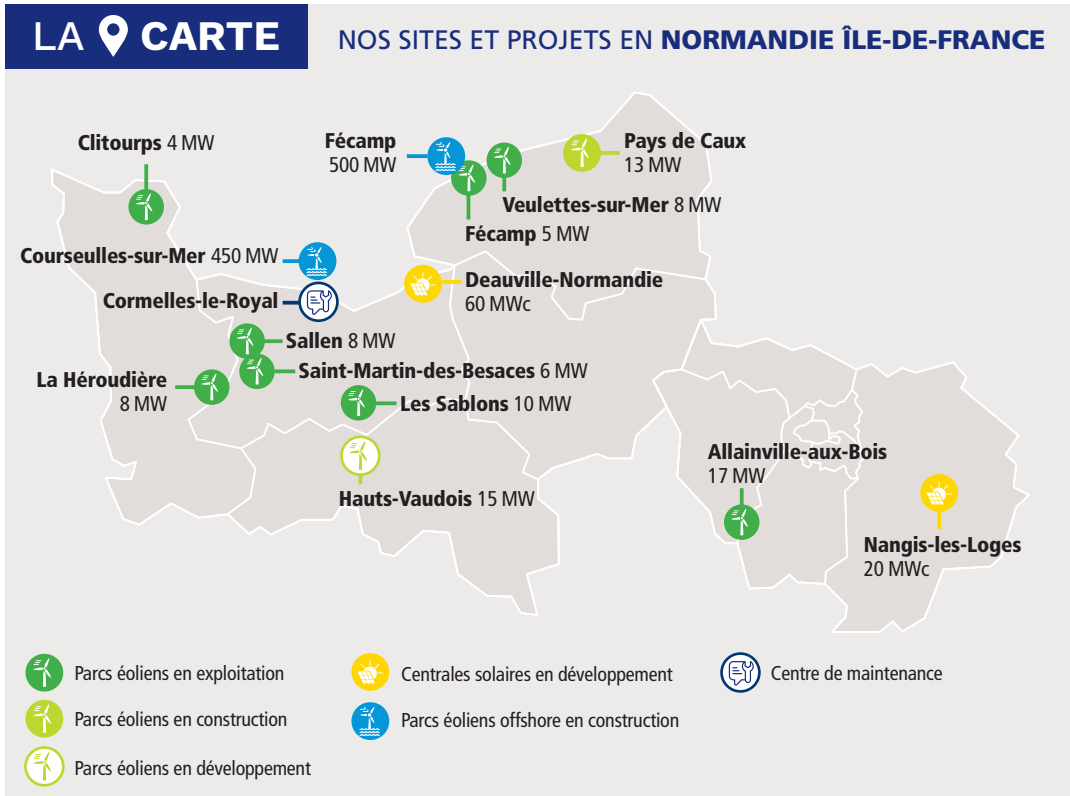 LA CARTE
NOS SITES ET PROJETS EN NORMANDIE ÎLE-DE-FRANCE
Clitourps 4 MW
Fécamp
500 MW
Pays de Caux
13 MW
Veulettes-sur-Mer 8 MW
Fécamp 5 MW
Courseulles-sur-Mer 450 MW
Deauville-Normandie
60 MWc
Cormelles-le-Royal
Sallen 8 MW
Saint-Martin-des-Besaces 6 MW
La Héroudière
8 MW
Les Sablons 10 MW
Allainville-aux-Bois
17 MW
Hauts-Vaudois 15 MW
Nangis-les-Loges
20 MWc
Parcs éoliens en exploitation
Parcs éoliens en construction
Parcs éoliens en développement
Centrales solaires en développement
Parcs éoliens offshore en construction
Centre de maintenance